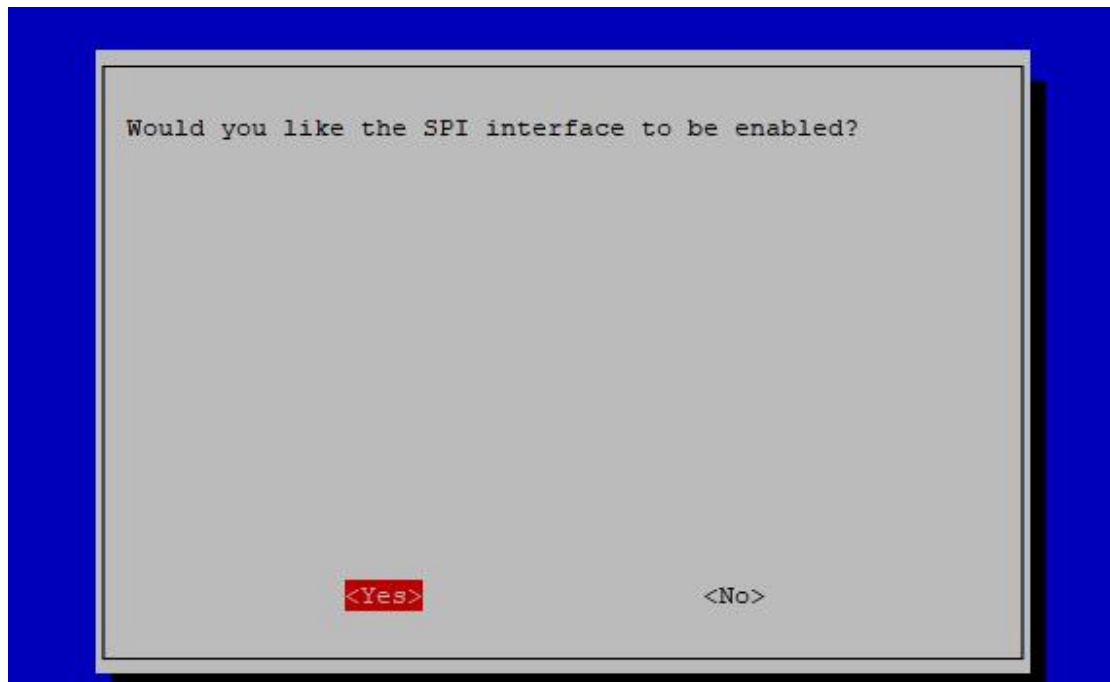 Would you like the SPI interface to be enabled?
<Yes> <No>